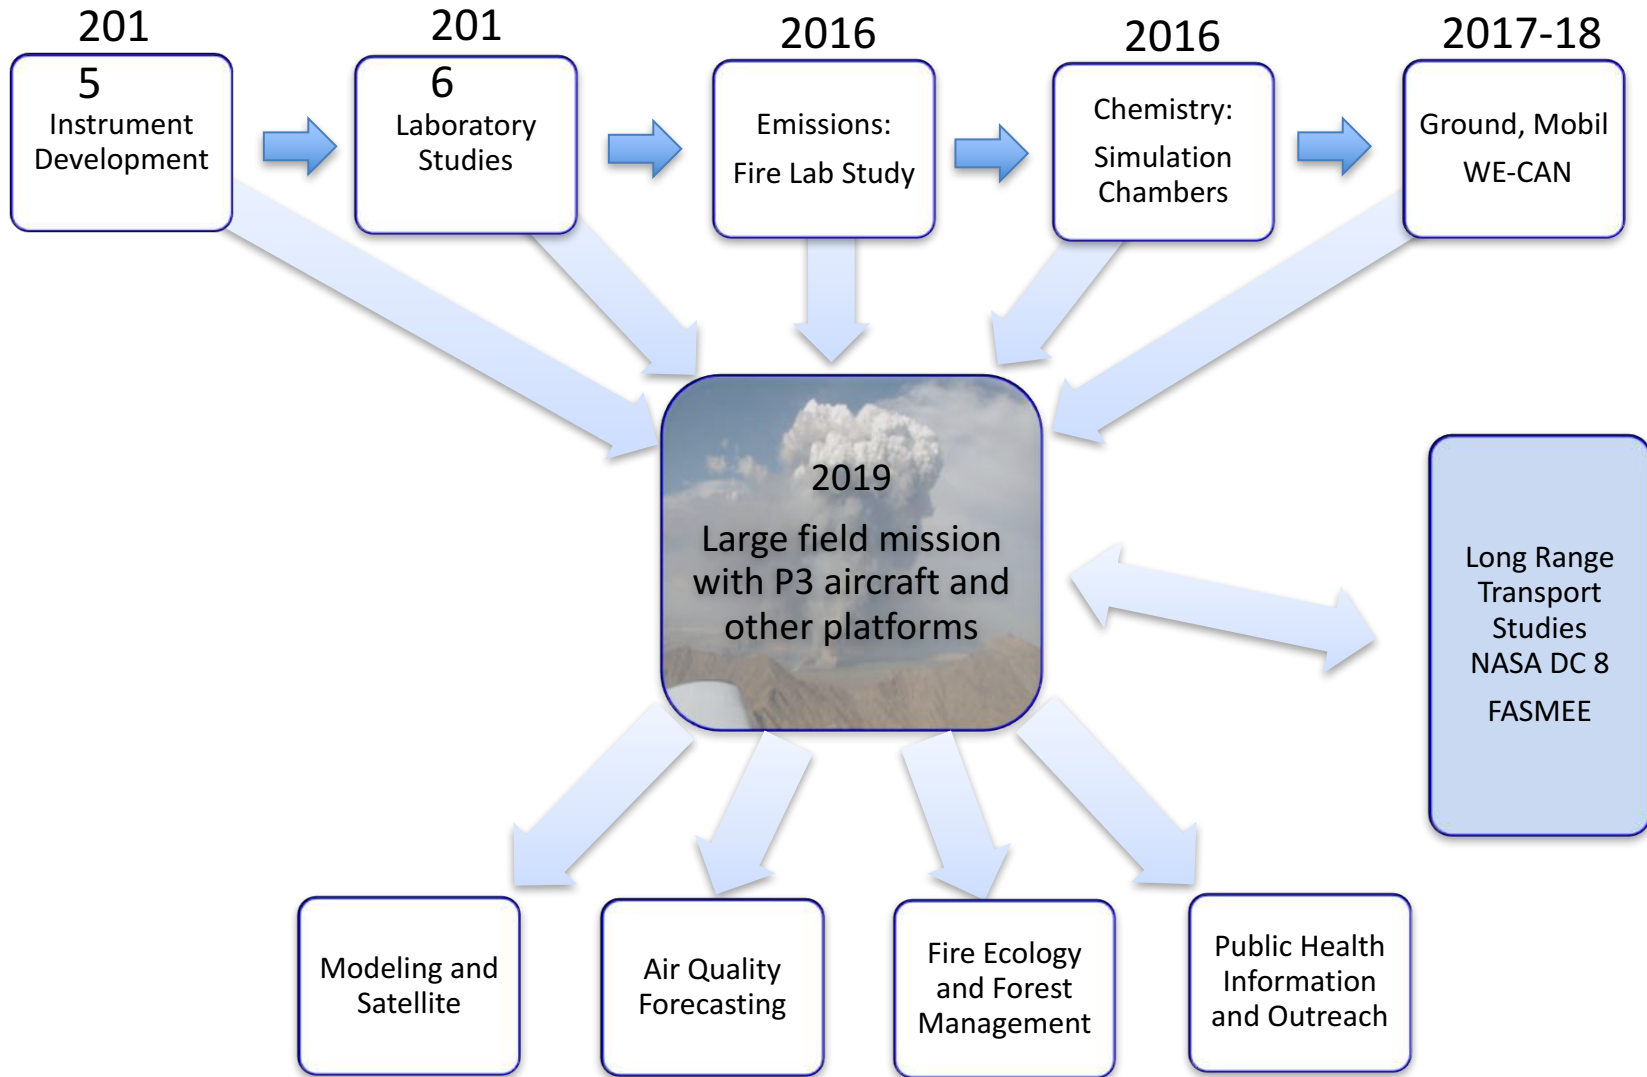 201
5
Instrument
Development
201
6
Laboratory
Studies
2016
Emissions:
Fire Lab Study
2016
Chemistry:
Simulation
Chambers
2017-18
Ground, Mobil
WE-CAN
2019
Large field mission
with P3 aircraft and
other platforms
Long Range
Transport
Studies
NASA DC 8
FASMEE
Modeling and
Satellite
Air Quality
Forecasting
Fire Ecology
and Forest
Management
Public Health
Information
and Outreach